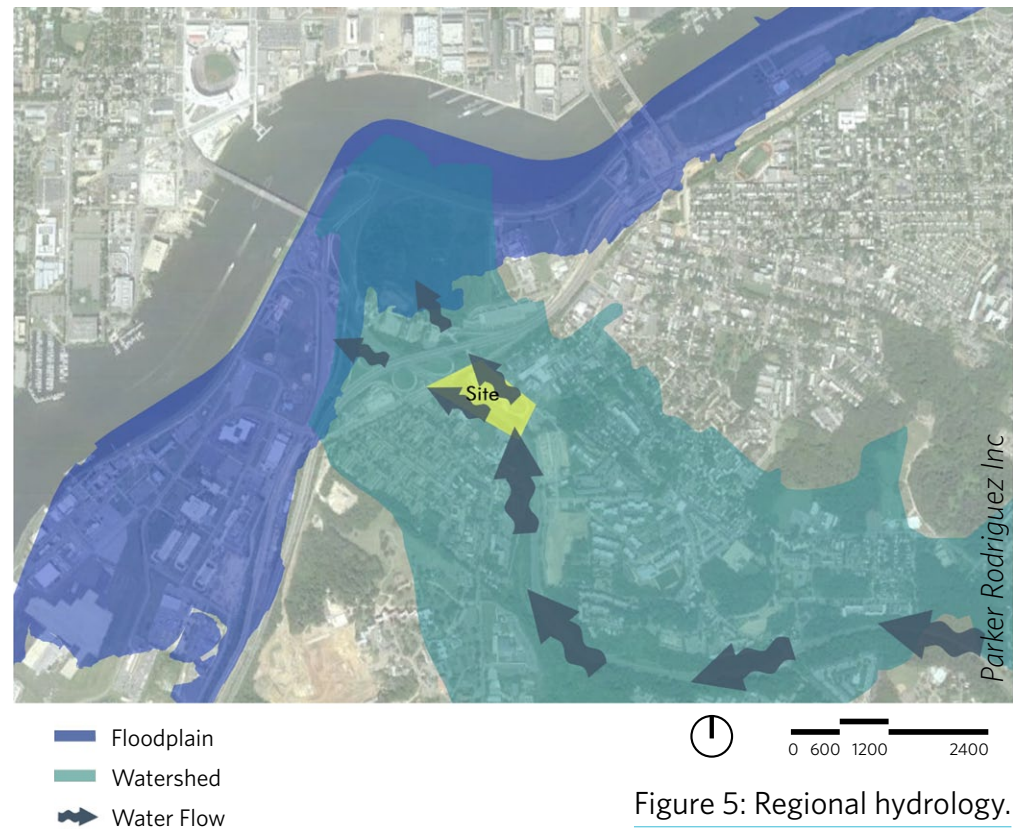 Site
Parker Rodriguez Inc
Floodplain
Watershed
Water Flow
0 600 1200 2400
Figure 5: Regional hydrology.